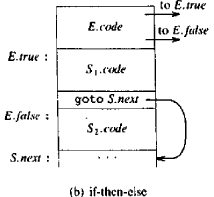 to E.true
E.code
to E.false
E.true :
S₁.code
goto S.next
E.false :
S₂.code
S.next :
. . .
(b) if-then-else